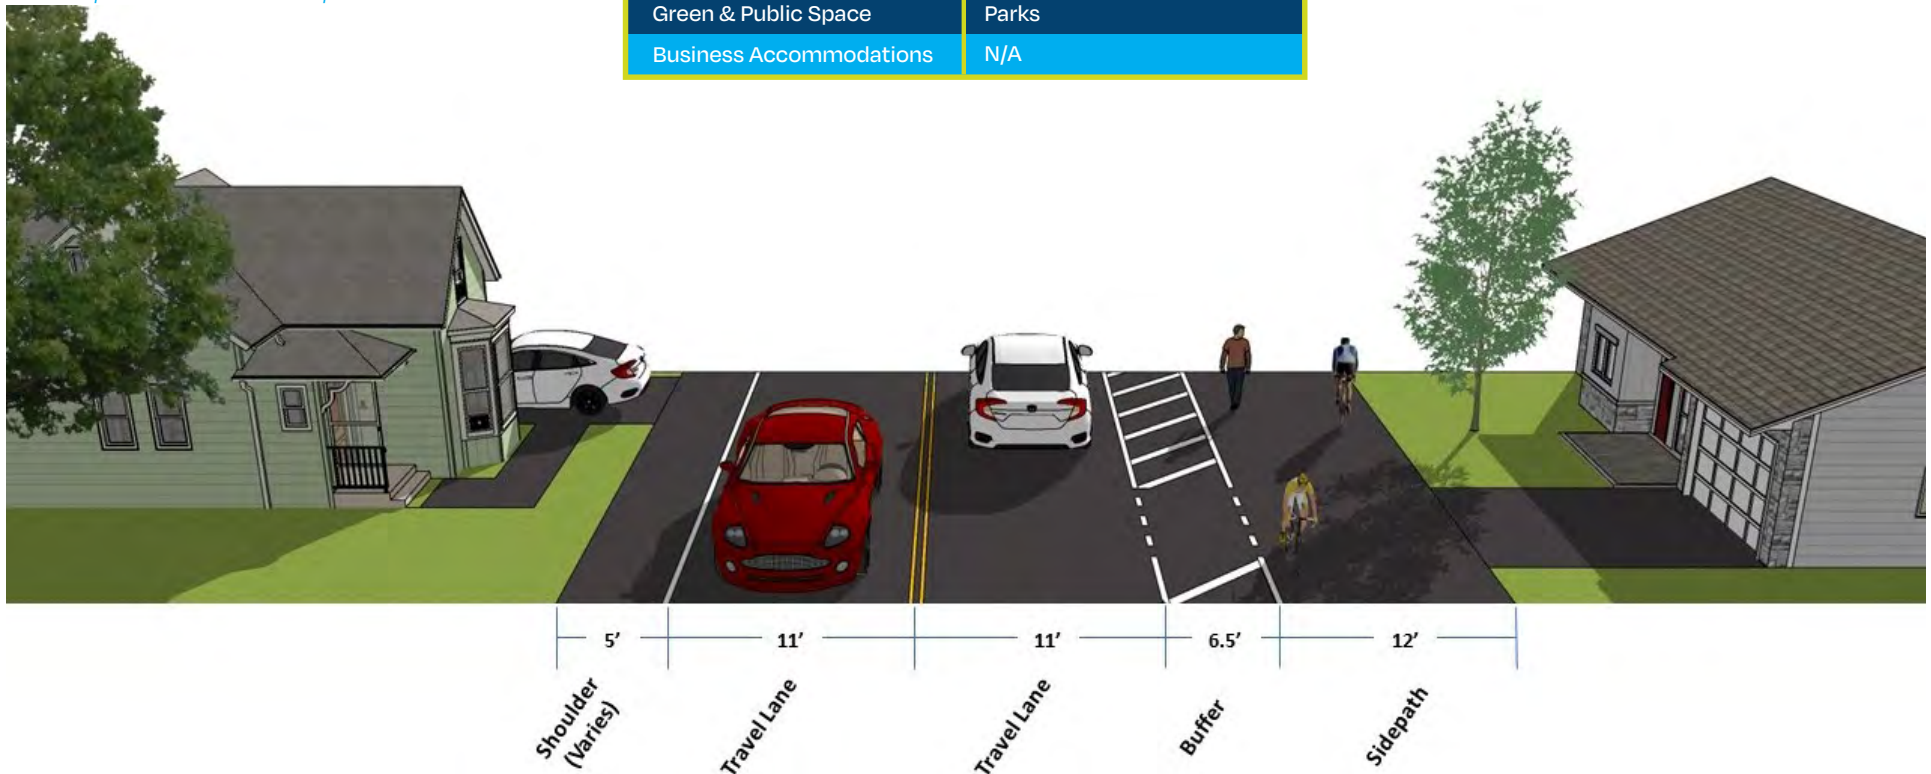 Green & Public Space Parks
Business Accommodations N/A
5’ 11’ 11’ 6.5’ 12’
Shoulder
(Varies)
Travel Lane
Travel Lane
Buffer
Sidepath